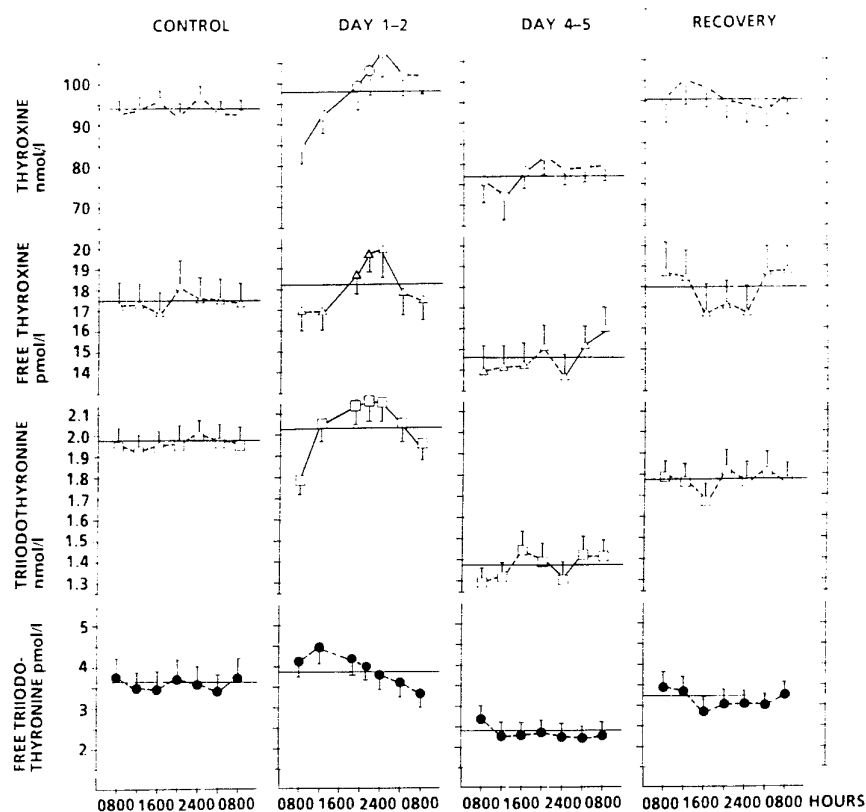 CONTROL DAY 1-2 DAY 4-5 RECOVERY
THYROXINE
nmol/l
100
90
80
70
FREE THYROXINE
pmol/l
20
19
18
17
16
15
14
TRIIODOTHYRONINE
nmol/l
2.1
2.0
1.9
1.8
1.7
1.6
1.5
1.4
1.3
FREE TRIIODO-
THYRONINE pmol/l
5
4
3
2
0800 1600 2400 0800 0800 1600 2400 0800 0800 1600 2400 0800 0800 1600 2400 0800 HOURS